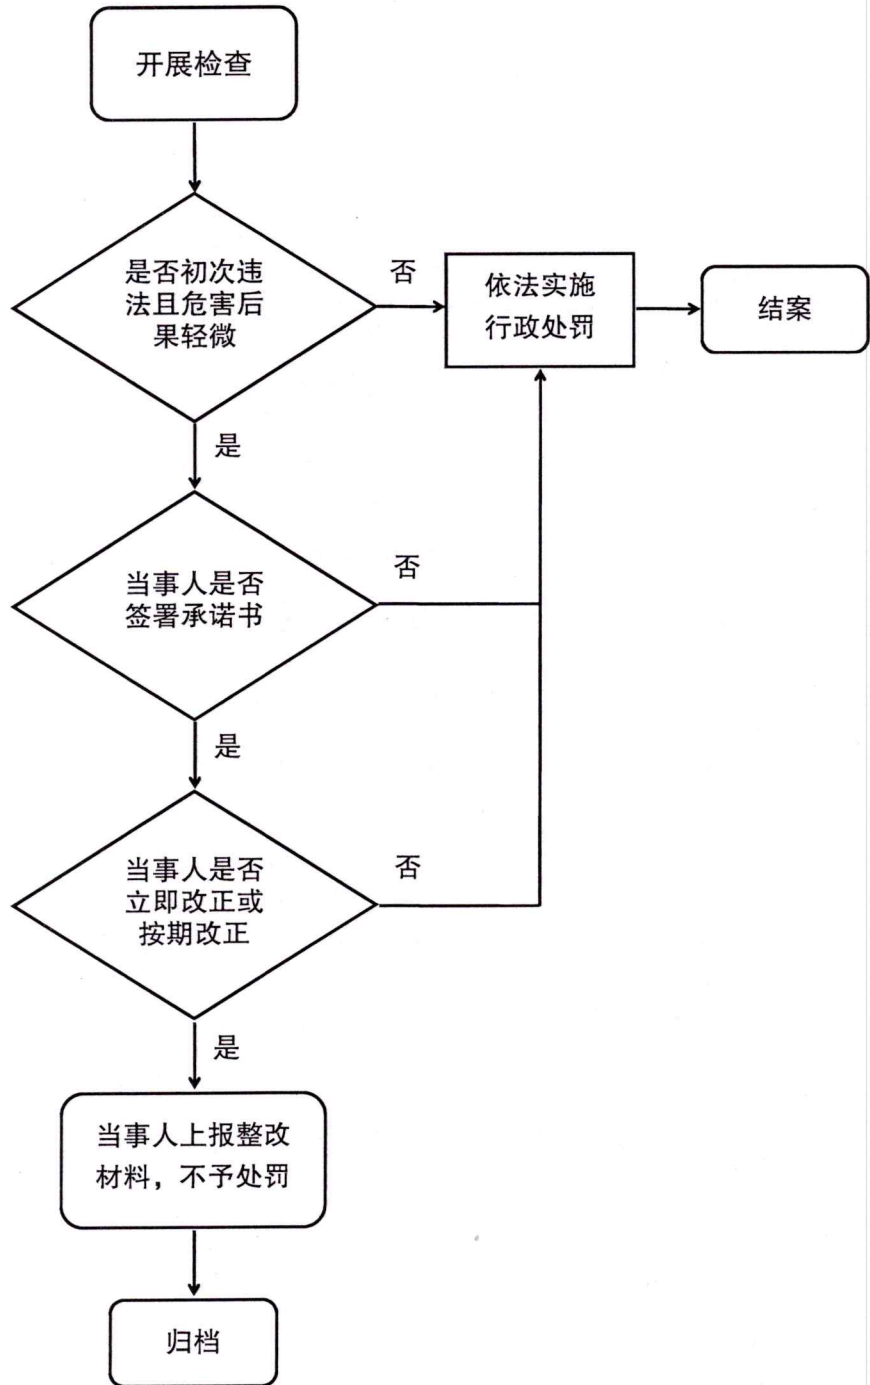 开展检查
是否初次违
法且危害后
果轻微
否
依法实施
行政处罚
结案
是
当事人是否
签署承诺书
否
是
当事人是否
立即改正或
按期改正
否
是
当事人上报整改
材料，不予处罚
归档